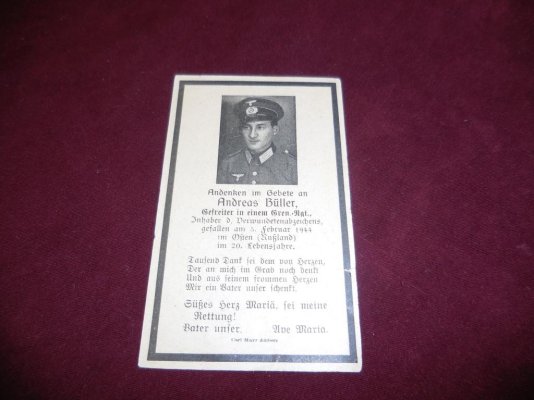 Andenken im Gebete an
Andreas Büller,
Gefreiter in einem Gren.-Rgt.,
Inhaber d. Verwundetenabzeichens,
gefallen am 5. Februar 1944
im Osten (Rußland)
im 20. Lebensjahre.
Tausend Dank sei dem von Herzen,
Der an mich im Grab noch denkt
Und aus seinem frommen Herzen
Mir ein Vater unser schenkt.
Süßes Herz Mariä, sei meine
Rettung!
Vater unser. Ave Maria.
Carl